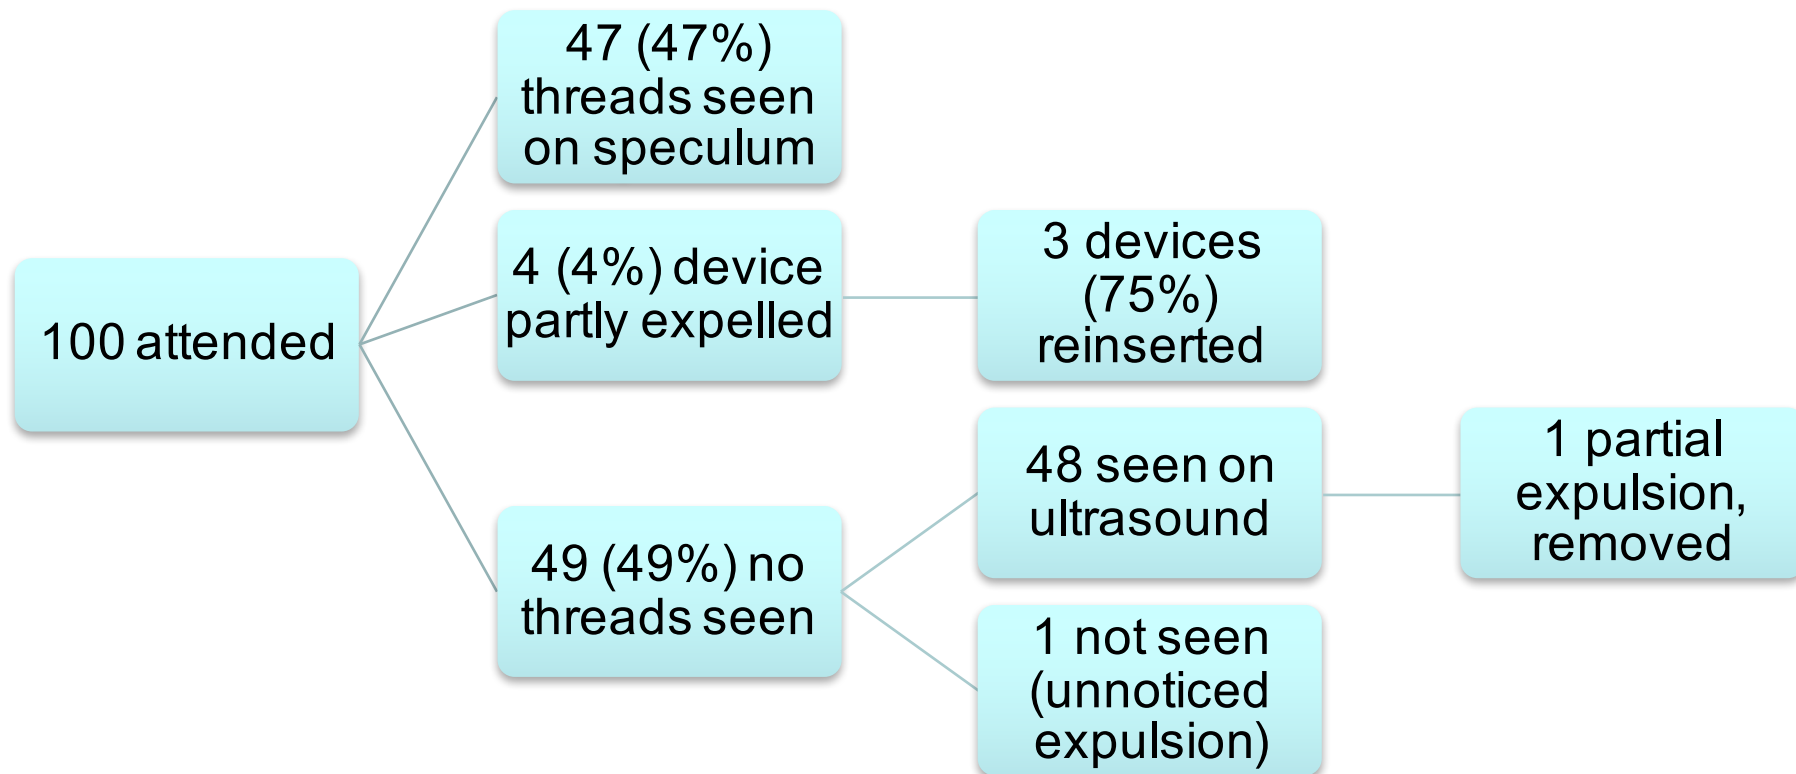 100 attended
47 (47%)
threads seen
on speculum
4 (4%) device
partly expelled
3 devices
(75%)
reinserted
49 (49%) no
threads seen
48 seen on
ultrasound
1 partial
expulsion,
removed
1 not seen
(unnoticed
expulsion)